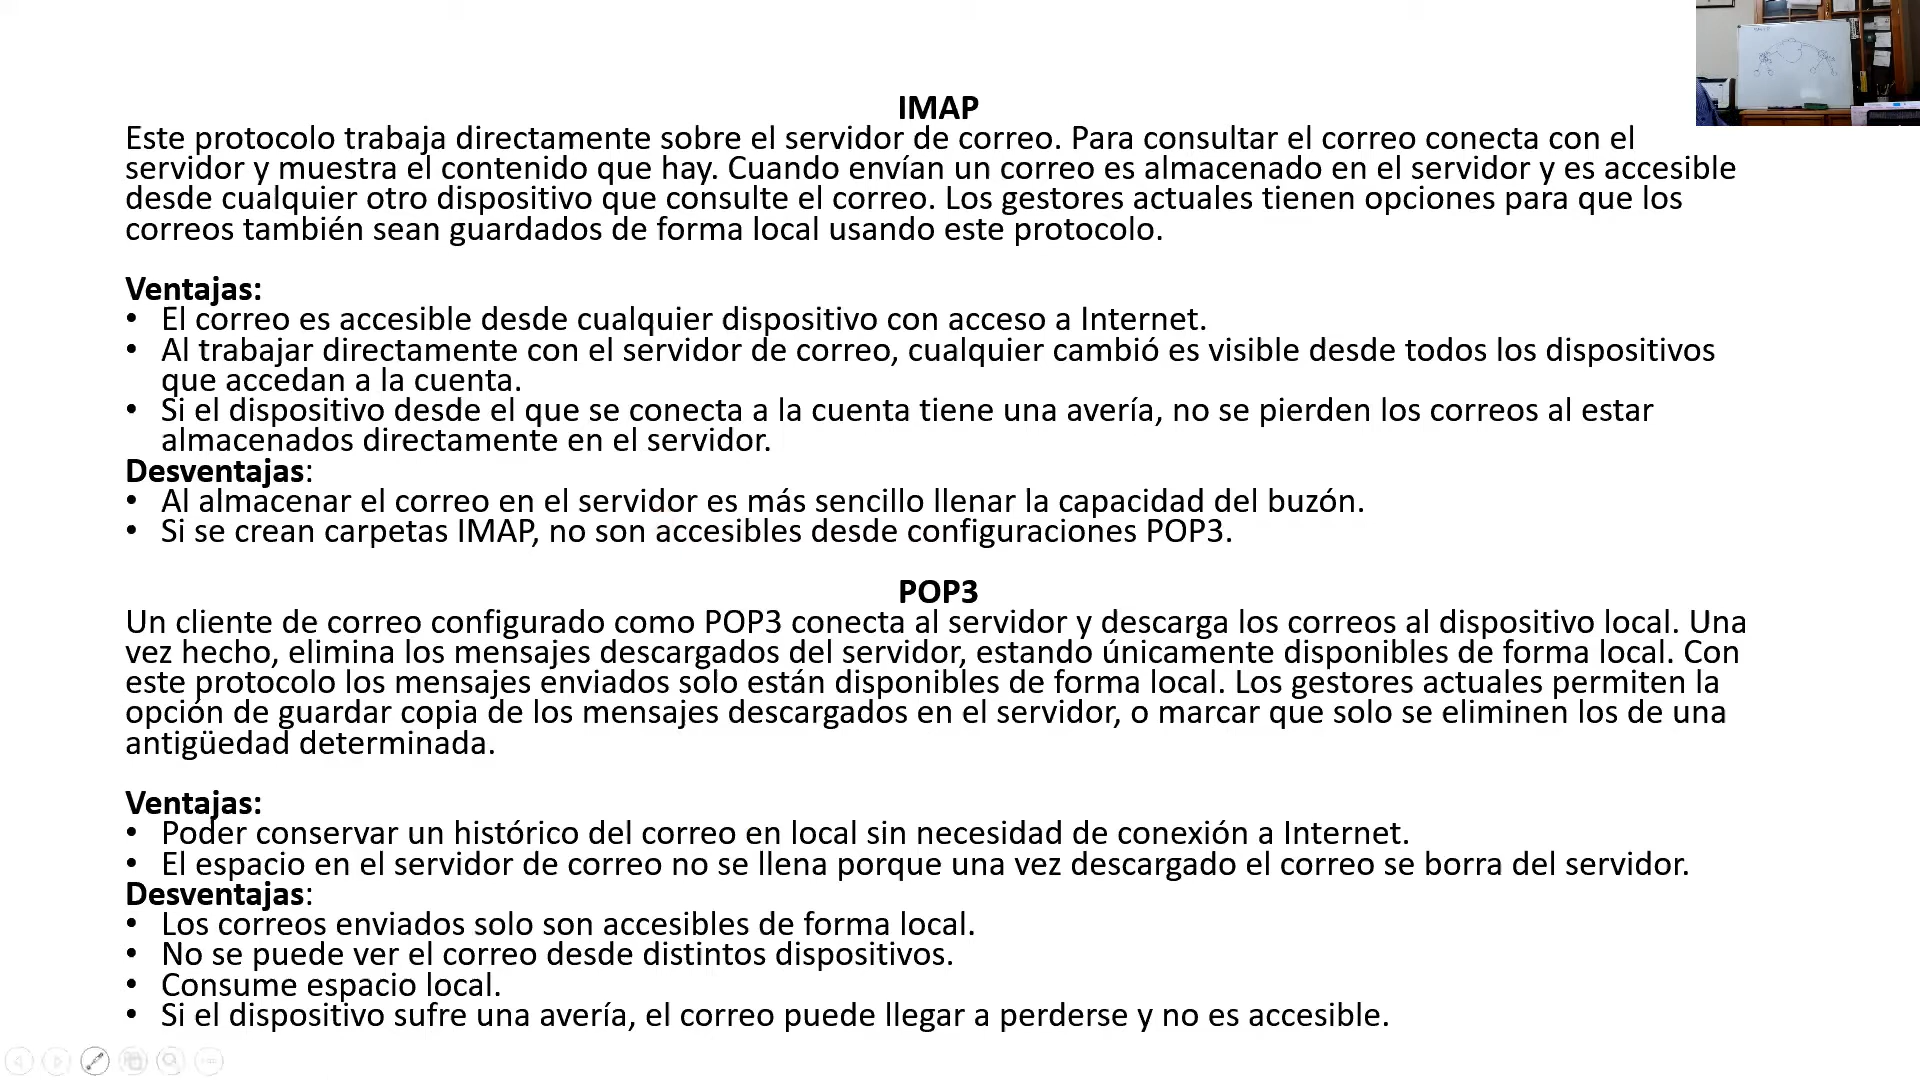 IMAP
Este protocolo trabaja directamente sobre el servidor de correo. Para consultar el correo conecta con el
servidor y muestra el contenido que hay. Cuando envían un correo es almacenado en el servidor y es accesible
desde cualquier otro dispositivo que consulte el correo. Los gestores actuales tienen opciones para que los
correos también sean guardados de forma local usando este protocolo.
Ventajas:
• El correo es accesible desde cualquier dispositivo con acceso a Internet.
• Al trabajar directamente con el servidor de correo, cualquier cambió es visible desde todos los dispositivos
que accedan a la cuenta.
• Si el dispositivo desde el que se conecta a la cuenta tiene una avería, no se pierden los correos al estar
almacenados directamente en el servidor.
Desventajas:
• Al almacenar el correo en el servidor es más sencillo llenar la capacidad del buzón.
• Si se crean carpetas IMAP, no son accesibles desde configuraciones POP3.
POP3
Un cliente de correo configurado como POP3 conecta al servidor y descarga los correos al dispositivo local. Una
vez hecho, elimina los mensajes descargados del servidor, estando únicamente disponibles de forma local. Con
este protocolo los mensajes enviados solo están disponibles de forma local. Los gestores actuales permiten la
opción de guardar copia de los mensajes descargados en el servidor, o marcar que solo se eliminen los de una
antigüedad determinada.
Ventajas:
• Poder conservar un histórico del correo en local sin necesidad de conexión a Internet.
• El espacio en el servidor de correo no se llena porque una vez descargado el correo se borra del servidor.
Desventajas:
• Los correos enviados solo son accesibles de forma local.
• No se puede ver el correo desde distintos dispositivos.
• Consume espacio local.
• Si el dispositivo sufre una avería, el correo puede llegar a perderse y no es accesible.